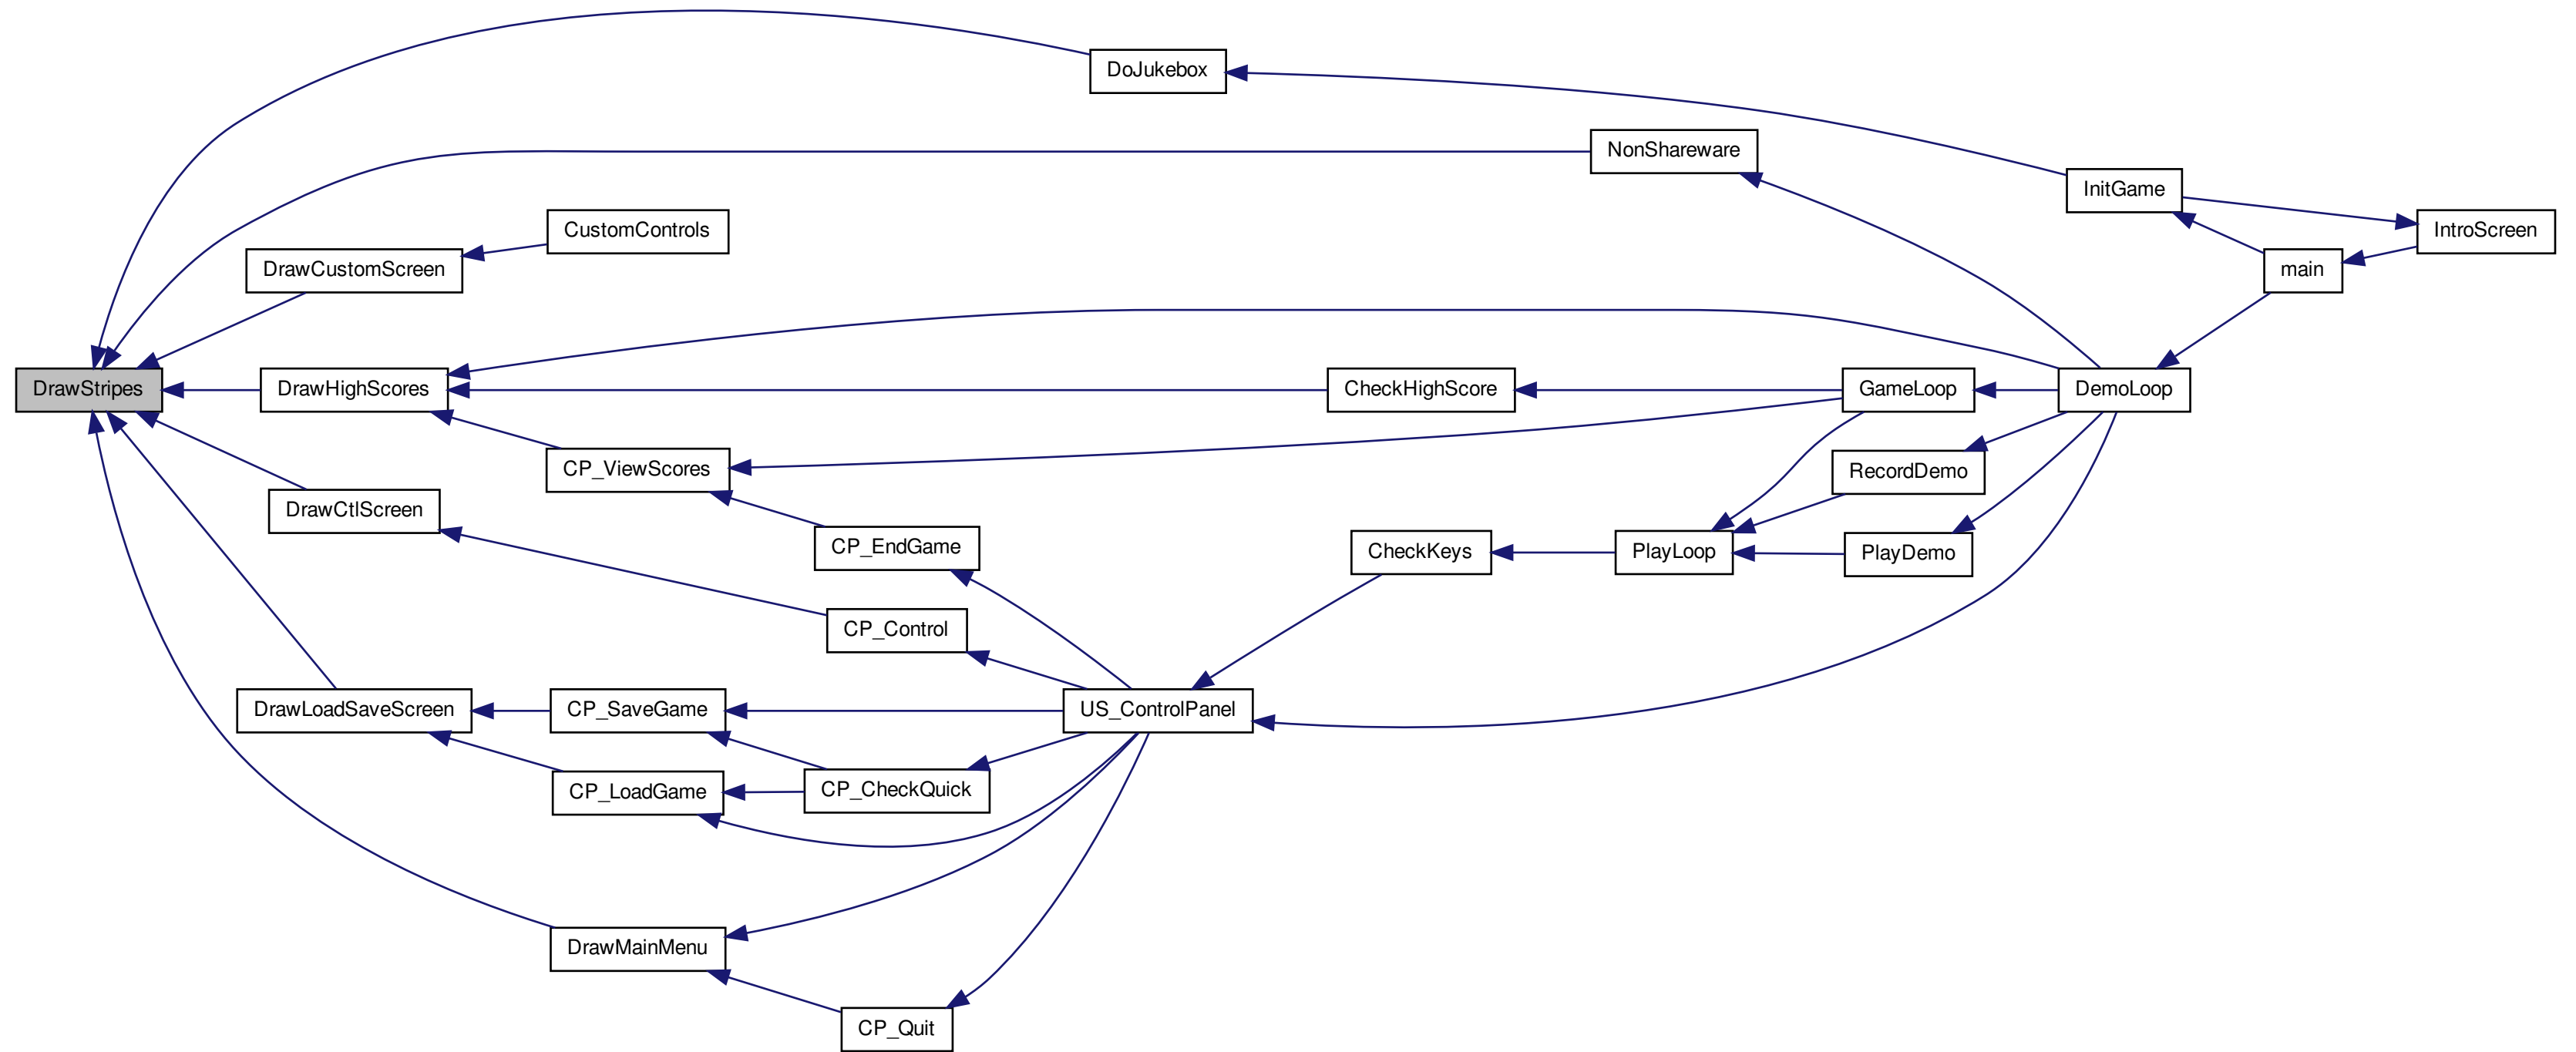 DoJukebox
NonShareware
InitGame
CustomControls
IntroScreen
DrawCustomScreen
main
DrawStripes
DrawHighScores
CheckHighScore
GameLoop
DemoLoop
CP_ViewScores
RecordDemo
DrawCtlScreen
CP_EndGame
CheckKeys
PlayLoop
PlayDemo
CP_Control
DrawLoadSaveScreen
CP_SaveGame
US_ControlPanel
CP_LoadGame
CP_CheckQuick
DrawMainMenu
CP_Quit